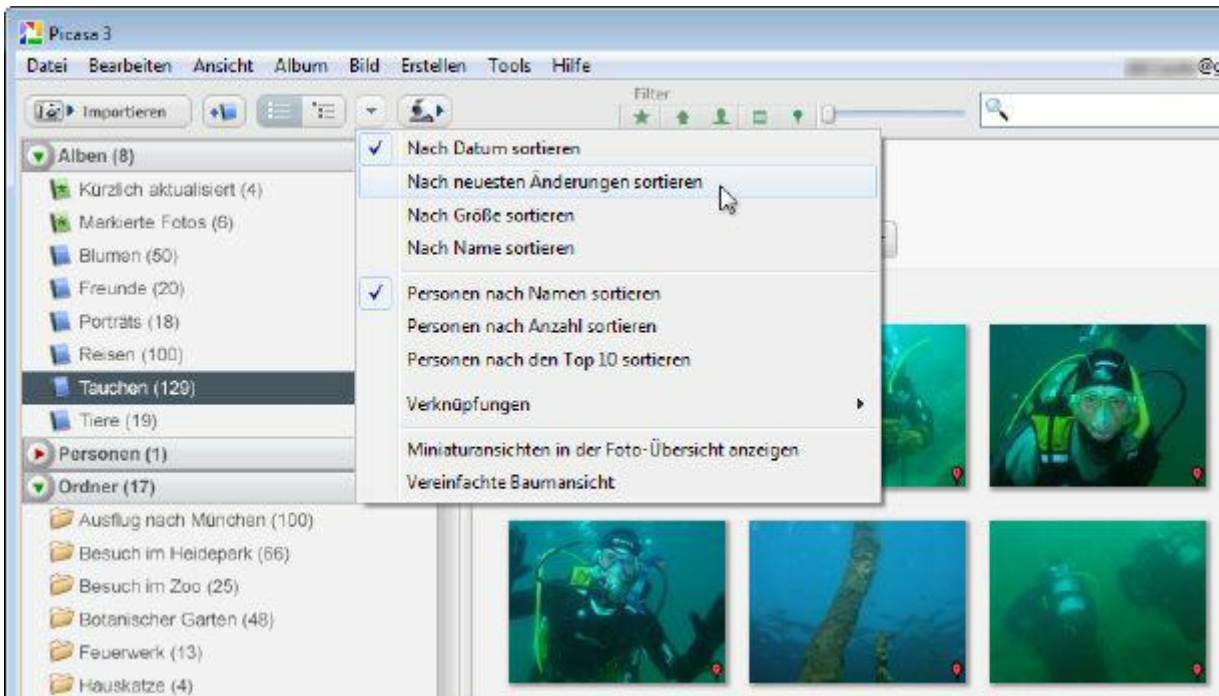 Picasa 3
Datei Bearbeiten Ansicht Album Bild Erstellen Tools Hilfe
@g
Importieren
Filter
Alben (8)
Kürzlich aktualisiert (4)
Markierte Fotos (6)
Blumen (50)
Freunde (20)
Porträts (18)
Reisen (100)
Tauchen (129)
Tiere (19)
Personen (1)
Ordner (17)
Ausflug nach München (100)
Besuch im Heidepark (66)
Besuch im Zoo (25)
Botanischer Garten (48)
Feuerwerk (13)
Hauskatze (4)
Nach Datum sortieren
Nach neuesten Änderungen sortieren
Nach Größe sortieren
Nach Name sortieren
Personen nach Namen sortieren
Personen nach Anzahl sortieren
Personen nach den Top 10 sortieren
Verknüpfungen
Miniaturansichten in der Foto-Übersicht anzeigen
Vereinfachte Baumansicht